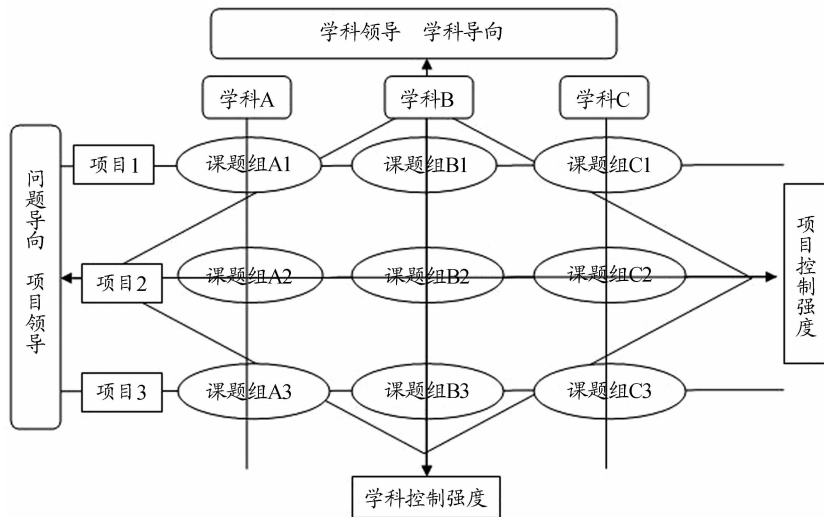 学科领导 学科导向
学科A 学科B 学科C
问题导向 项目领导
项目1 课题组A1 课题组B1 课题组C1
项目2 课题组A2 课题组B2 课题组C2
项目控制强度
项目3 课题组A3 课题组B3 课题组C3
学科控制强度